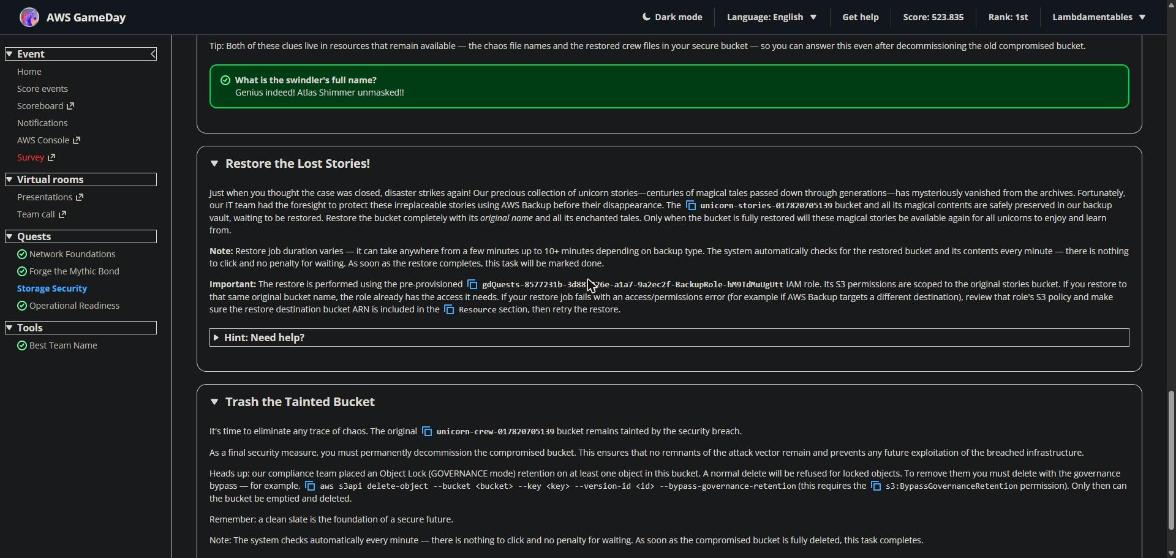 AWS GameDay
Dark mode
Language: English
Get help
Score: 523.835
Rank: 1st
Lambdamentables
Event
Home
Score events
Scoreboard
Notifications
AWS Console
Survey
Virtual rooms
Presentations
Team call
Quests
Network Foundations
Forge the Mythic Bond
Storage Security
Operational Readiness
Tools
Best Team Name
Tip: Both of these clues live in resources that remain available — the chaos file names and the restored crew files in your secure bucket — so you can answer this even after decommissioning the old compromised bucket.
What is the swindler's full name?
Genius indeed! Atlas Shimmer unmasked!!
Restore the Lost Stories!
Just when you thought the case was closed, disaster strikes again! Our precious collection of unicorn stories—centuries of magical tales passed down through generations—has mysteriously vanished from the archives. Fortunately,
our IT team had the foresight to protect these irreplaceable stories using AWS Backup before their disappearance. The unicorn-stories-017820705139 bucket and all its magical contents are safely preserved in our backup
vault, waiting to be restored. Restore the bucket completely with its original name and all its enchanted tales. Only when the bucket is fully restored will these magical stories be available again for all unicorns to enjoy and learn
from.
Note: Restore job duration varies — it can take anywhere from a few minutes up to 10+ minutes depending on backup type. The system automatically checks for the restored bucket and its contents every minute — there is nothing
to click and no penalty for waiting. As soon as the restore completes, this task will be marked done.
Important: The restore is performed using the pre-provisioned IAM role. Its S3 permissions are scoped to the original stories bucket. If you restore to
that same original bucket name, the role already has the access it needs. If your restore job fails with an access/permissions error (for example if AWS Backup targets a different destination), review that role's S3 policy and make
sure the restore destination bucket ARN is included in the Resource section, then retry the restore.
Hint: Need help?
Trash the Tainted Bucket
It's time to eliminate any trace of chaos. The original unicorn-crew-017820705139 bucket remains tainted by the security breach.
As a final security measure, you must permanently decommission the compromised bucket. This ensures that no remnants of the attack vector remain and prevents any future exploitation of the breached infrastructure.
Heads up: our compliance team placed an Object Lock (GOVERNANCE mode) retention on at least one object in this bucket. A normal delete will be refused for locked objects. To remove them you must delete with the governance
bypass — for example, aws s3api delete-object --bucket <bucket> --key <key> --version-id <id> --bypass-governance-retention (this requires the s3:BypassGovernanceRetention permission). Only then can
the bucket be emptied and deleted.
Remember: a clean slate is the foundation of a secure future.
Note: The system checks automatically every minute — there is nothing to click and no penalty for waiting. As soon as the compromised bucket is fully deleted, this task completes.